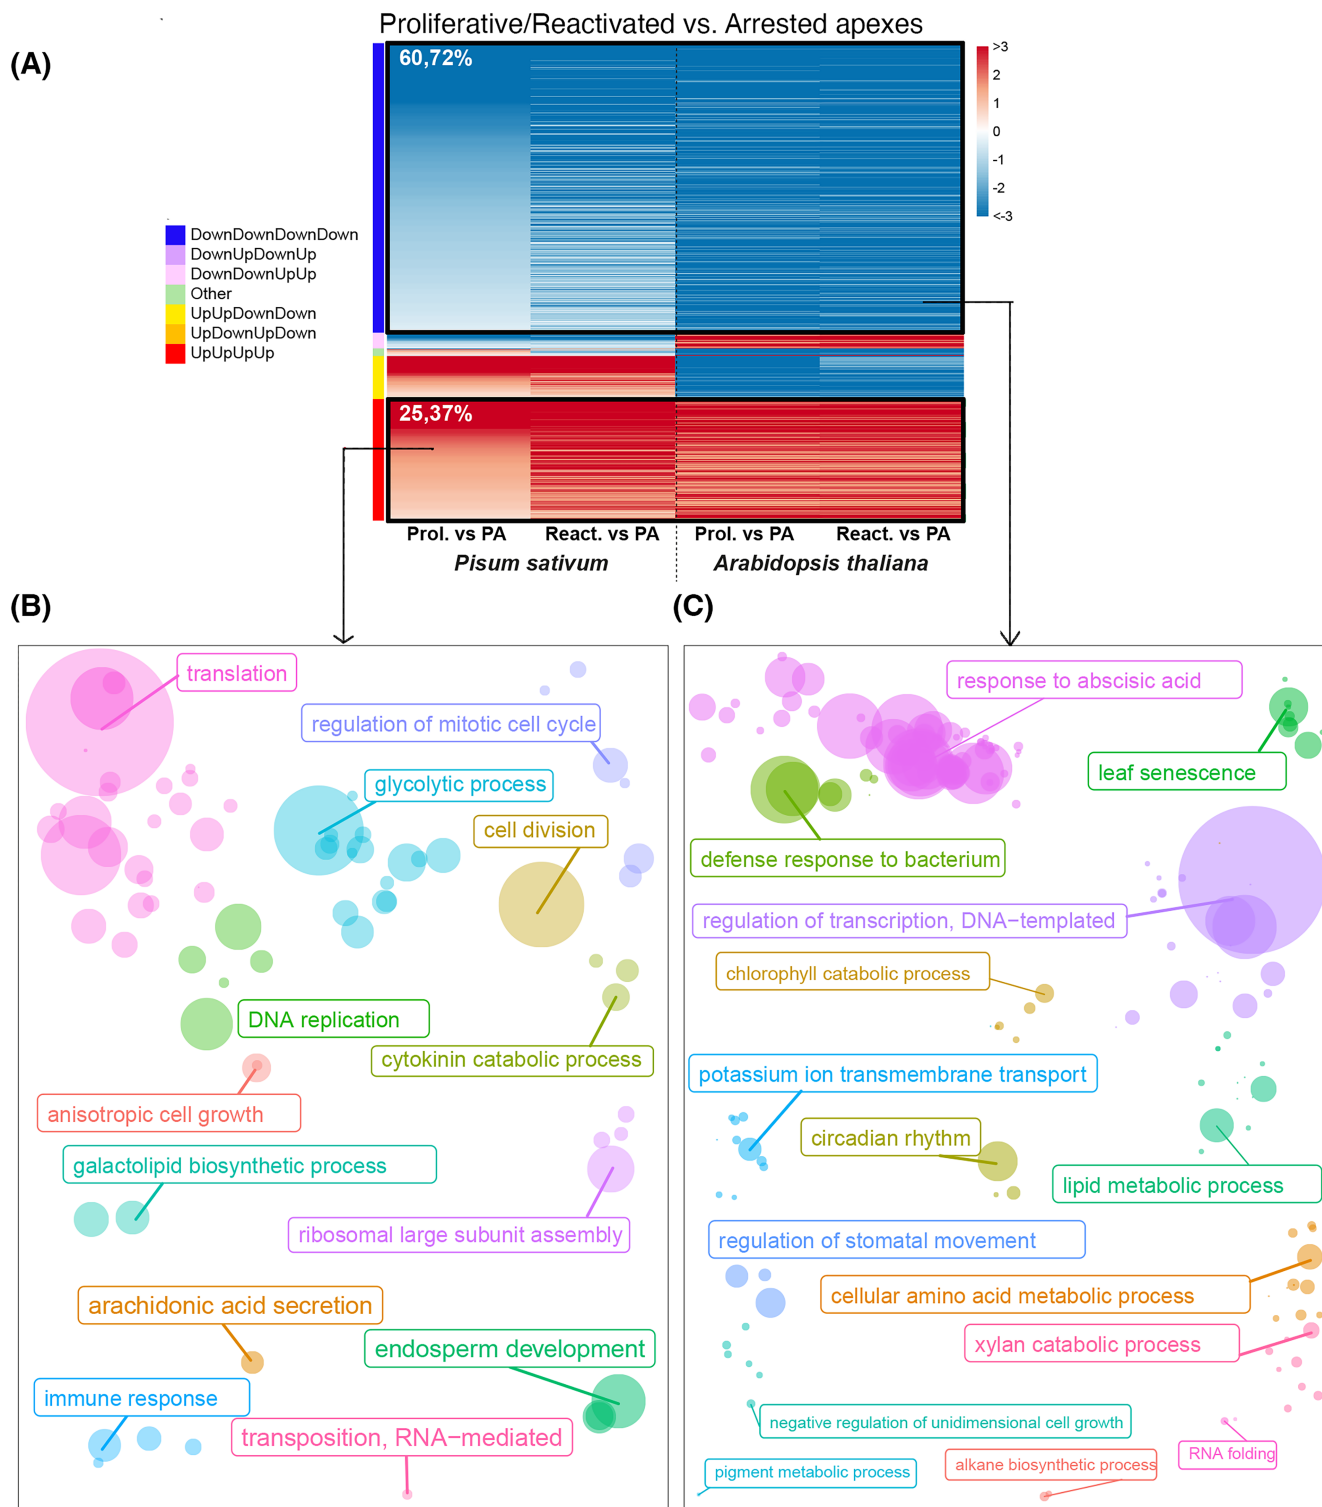 Proliferative/Reactivated vs. Arrested apexes
(A)
60,72%
>3
2
1
0
-1
-2
<-3
DownDownDownDown
DownUpDownUp
DownDownUpUp
Other
UpUpDownDown
UpDownUpDown
UpUpUpUp
25,37%
Prol. vs PA React. vs PA Prol. vs PA React. vs PA
Pisum sativum Arabidopsis thaliana
(B)
translation
regulation of mitotic cell cycle
glycolytic process
cell division
DNA replication
cytokinin catabolic process
anisotropic cell growth
galactolipid biosynthetic process
ribosomal large subunit assembly
arachidonic acid secretion
endosperm development
immune response
transposition, RNA−mediated
(C)
response to abscisic acid
leaf senescence
defense response to bacterium
regulation of transcription, DNA−templated
chlorophyll catabolic process
potassium ion transmembrane transport
circadian rhythm
lipid metabolic process
regulation of stomatal movement
cellular amino acid metabolic process
xylan catabolic process
negative regulation of unidimensional cell growth
RNA folding
alkane biosynthetic process
pigment metabolic process